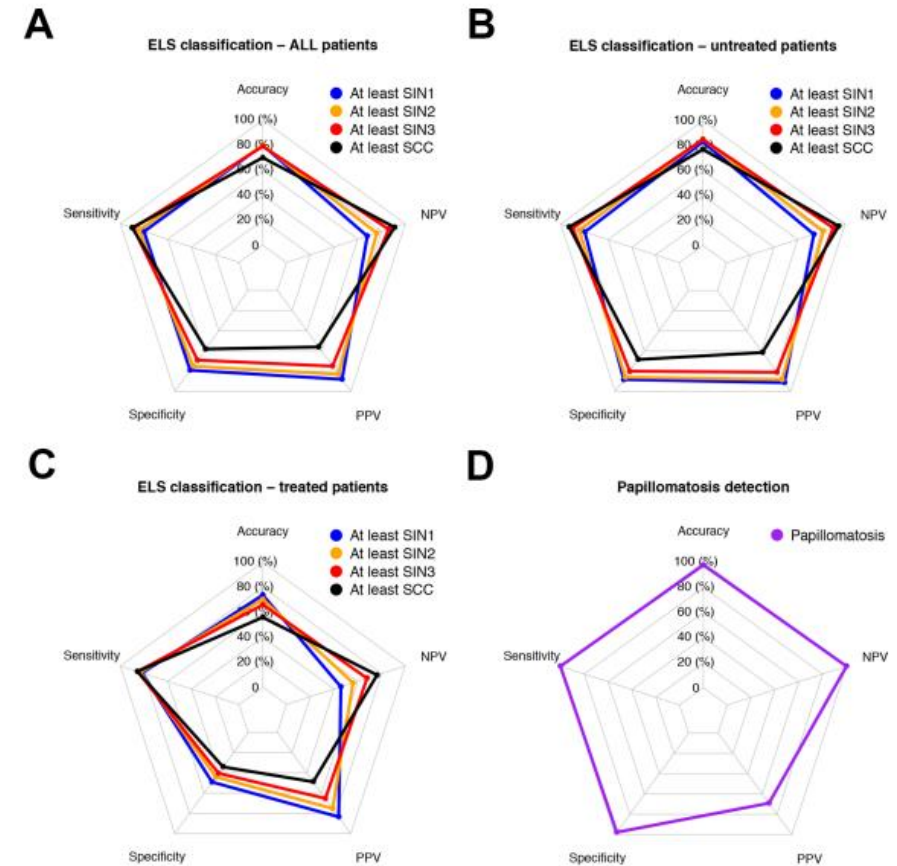 A
ELS classification – ALL patients
Accuracy
100 (%)
80 (%)
60 (%)
40 (%)
20 (%)
0
At least SIN1
At least SIN2
At least SIN3
At least SCC
Sensitivity
NPV
Specificity
PPV
B
ELS classification – untreated patients
Accuracy
100 (%)
80 (%)
60 (%)
40 (%)
20 (%)
0
At least SIN1
At least SIN2
At least SIN3
At least SCC
Sensitivity
NPV
Specificity
PPV
C
ELS classification – treated patients
Accuracy
100 (%)
80 (%)
(%)
40 (%)
20 (%)
0
At least SIN1
At least SIN2
At least SIN3
At least SCC
Sensitivity
NPV
Specificity
PPV
D
Papillomatosis detection
Accuracy
100 (%)
80 (%)
60 (%)
40 (%)
20 (%)
0
Papillomatosis
Sensitivity
NPV
Specificity
PPV